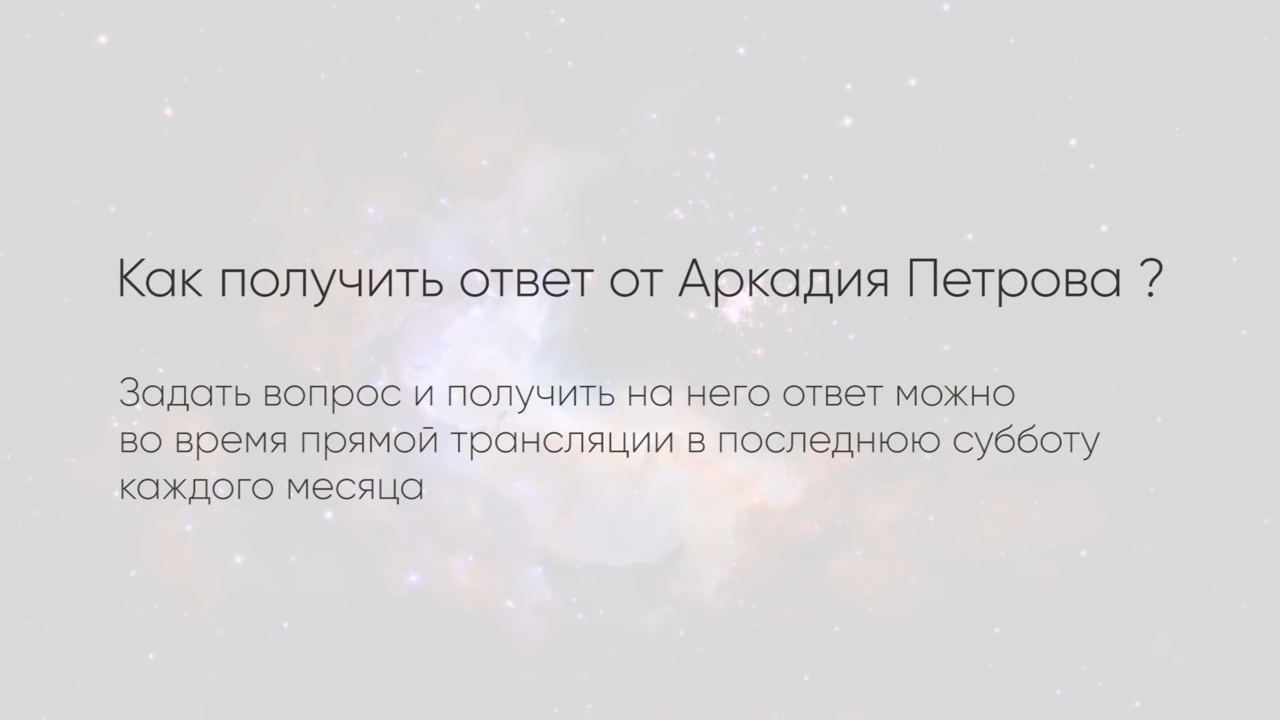 Как получить ответ от Аркадия Петрова ?
Задать вопрос и получить на него ответ можно
во время прямой трансляции в последнюю субботу
каждого месяца